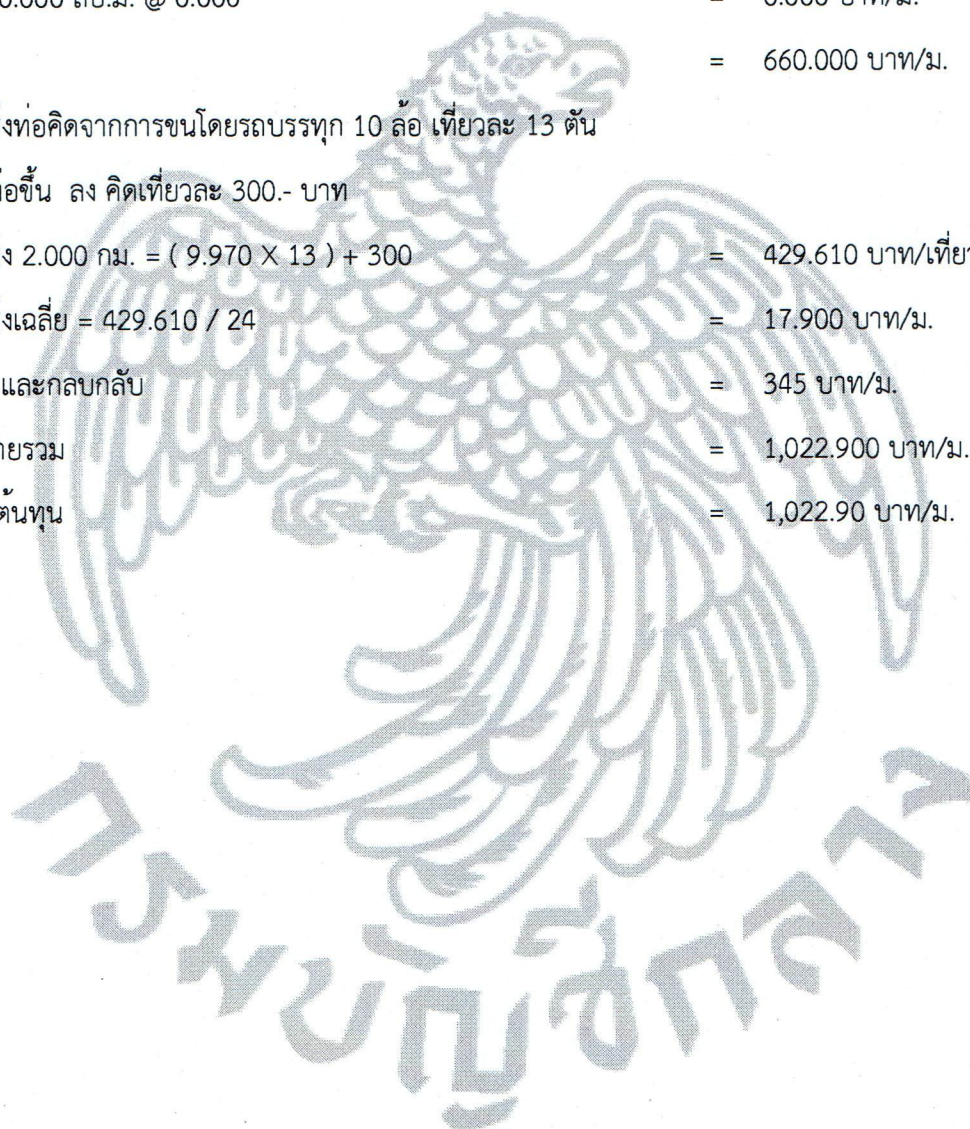 0.000 ลบ.ม. @ 0.000 = 0.000 บาท/ม.
= 660.000 บาท/ม.
งท่อคิดจากการขนโดยรถบรรทุก 10 ล้อ เที่ยวละ 13 ตัน
่อขึ้น ลง คิดเที่ยวละ 300.- บาท
ง 2.000 กม. = ( 9.970 X 13 ) + 300 = 429.610 บาท/เที่ยว
งเฉลี่ย = 429.610 / 24 = 17.900 บาท/ม.
และกลบกลับ = 345 บาท/ม.
ายรวม = 1,022.900 บาท/ม.
ต้นทุน = 1,022.90 บาท/ม.
กรมบัญชีกลาง